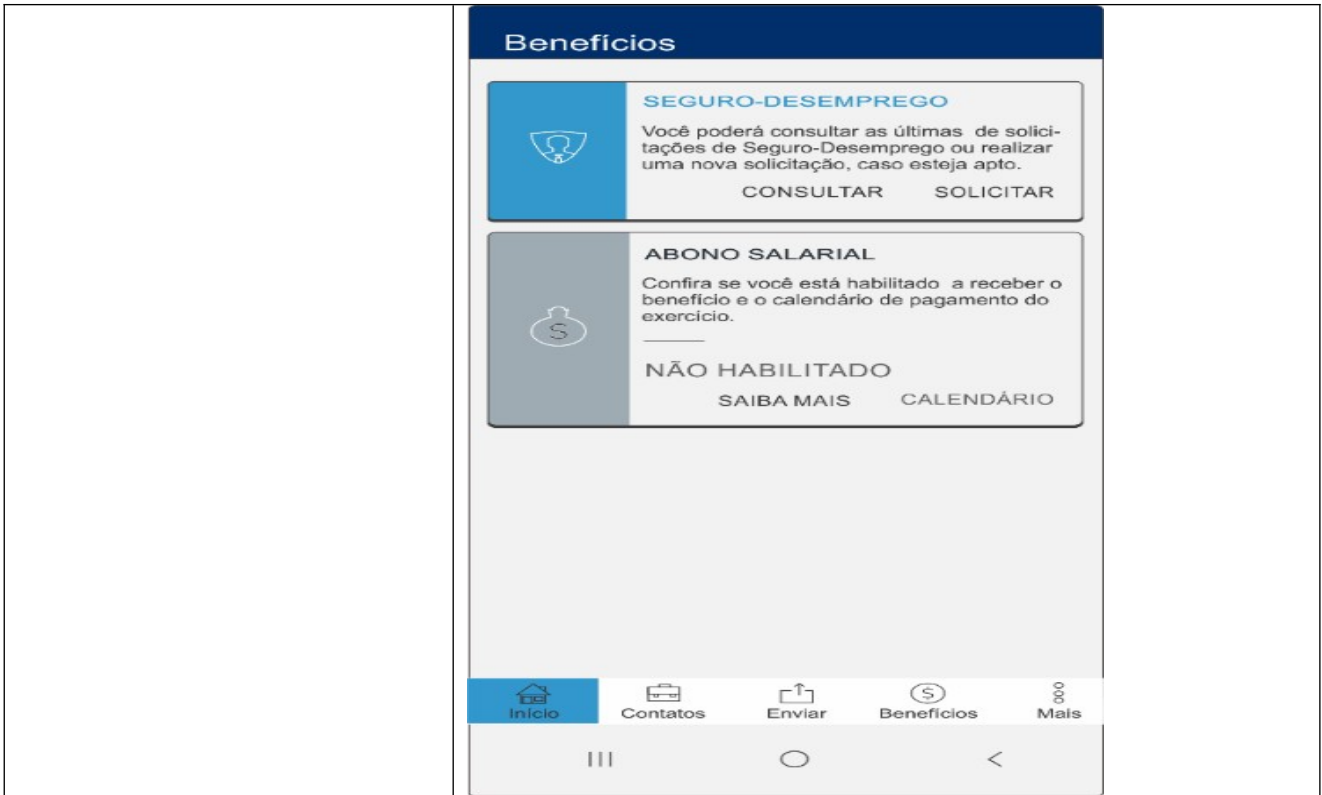 Benefícios
SEGURO-DESEMPREGO
Você poderá consultar as últimas de solici-
tações de Seguro-Desemprego ou realizar
uma nova solicitação, caso esteja apto.
CONSULTAR SOLICITAR
ABONO SALARIAL
Confira se você está habilitado a receber o
benefício e o calendário de pagamento do
exercício.
S
NÃO HABILITADO
SAIBA MAIS CALENDÁRIO
S
Início Contatos Enviar Benefícios Mais